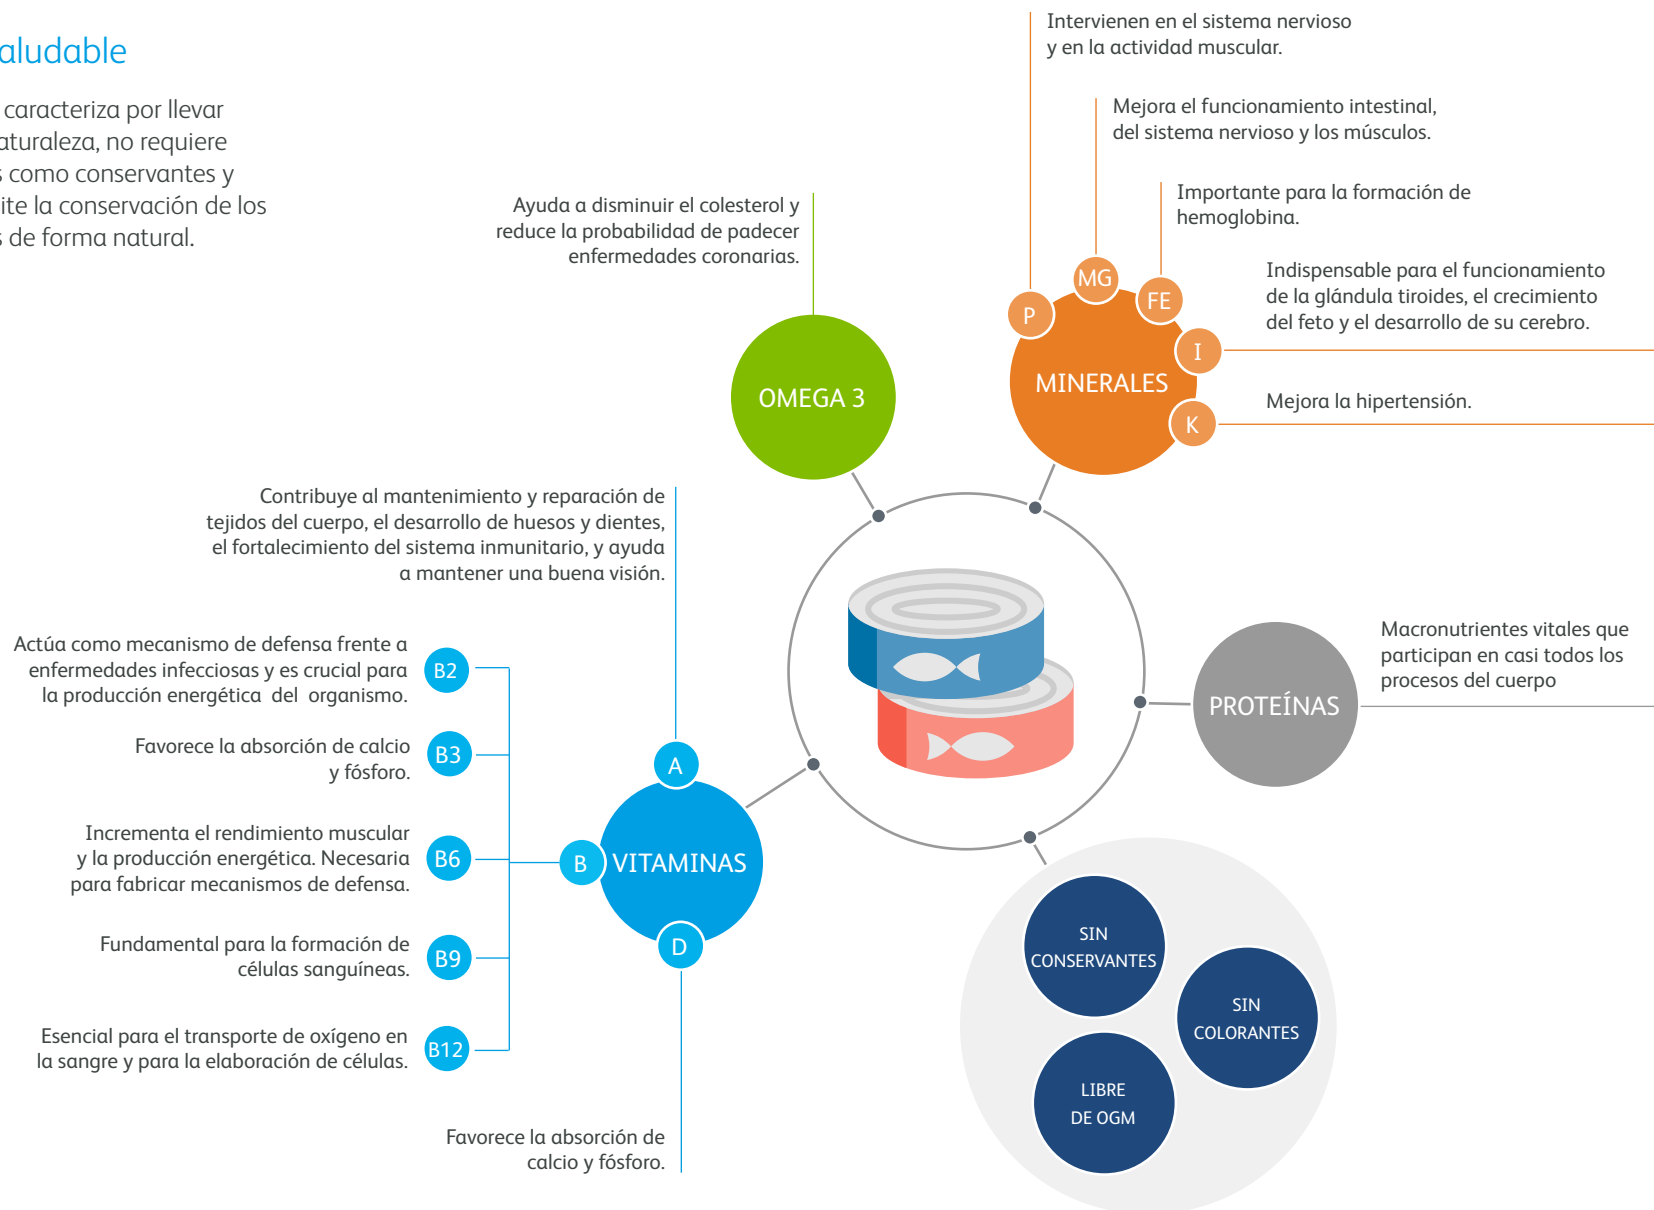 aludable
caracteriza por llevar
aturaleza, no requiere
s como conservantes y
ite la conservación de los
s de forma natural.
Intervienen en el sistema nervioso
y en la actividad muscular.
Mejora el funcionamiento intestinal,
del sistema nervioso y los músculos.
Importante para la formación de
hemoglobina.
Indispensable para el funcionamiento
de la glándula tiroides, el crecimiento
del feto y el desarrollo de su cerebro.
Mejora la hipertensión.
P
MG
FE
I
K
MINERALES
Ayuda a disminuir el colesterol y
reduce la probabilidad de padecer
enfermedades coronarias.
OMEGA 3
Contribuye al mantenimiento y reparación de
tejidos del cuerpo, el desarrollo de huesos y dientes,
el fortalecimiento del sistema inmunitario, y ayuda
a mantener una buena visión.
A
Actúa como mecanismo de defensa frente a
enfermedades infecciosas y es crucial para
la producción energética del organismo.
B2
Favorece la absorción de calcio
y fósforo.
B3
Incrementa el rendimiento muscular
y la producción energética. Necesaria
para fabricar mecanismos de defensa.
B6
Fundamental para la formación de
células sanguíneas.
B9
Esencial para el transporte de oxígeno en
la sangre y para la elaboración de células.
B12
B
VITAMINAS
D
Favorece la absorción de
calcio y fósforo.
Macronutrientes vitales que
participan en casi todos los
procesos del cuerpo
PROTEÍNAS
SIN
CONSERVANTES
SIN
COLORANTES
LIBRE
DE OGM